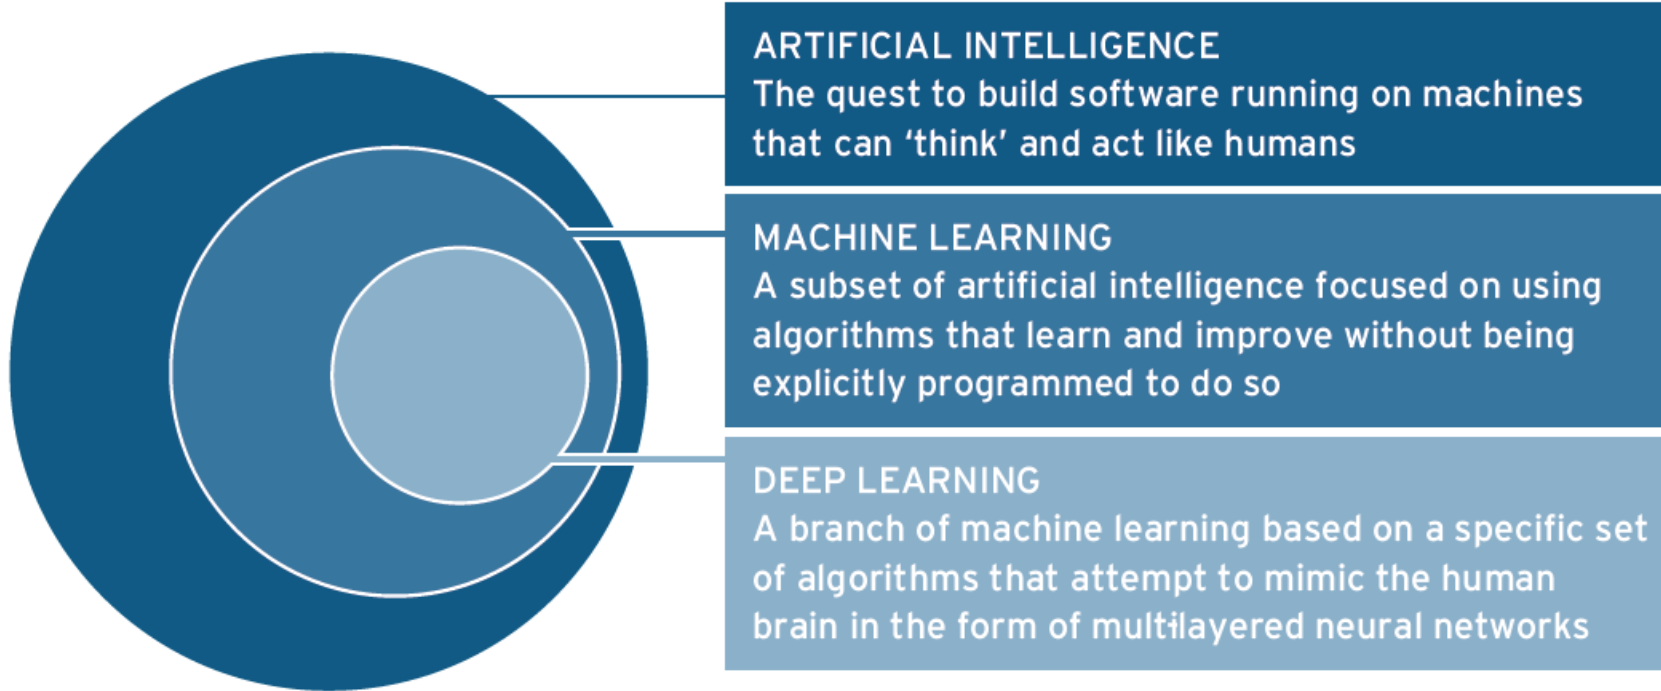 ARTIFICIAL INTELLIGENCE
The quest to build software running on machines
that can ‘think’ and act like humans
MACHINE LEARNING
A subset of artificial intelligence focused on using
algorithms that learn and improve without being
explicitly programmed to do so
DEEP LEARNING
A branch of machine learning based on a specific set
of algorithms that attempt to mimic the human
brain in the form of multilayered neural networks